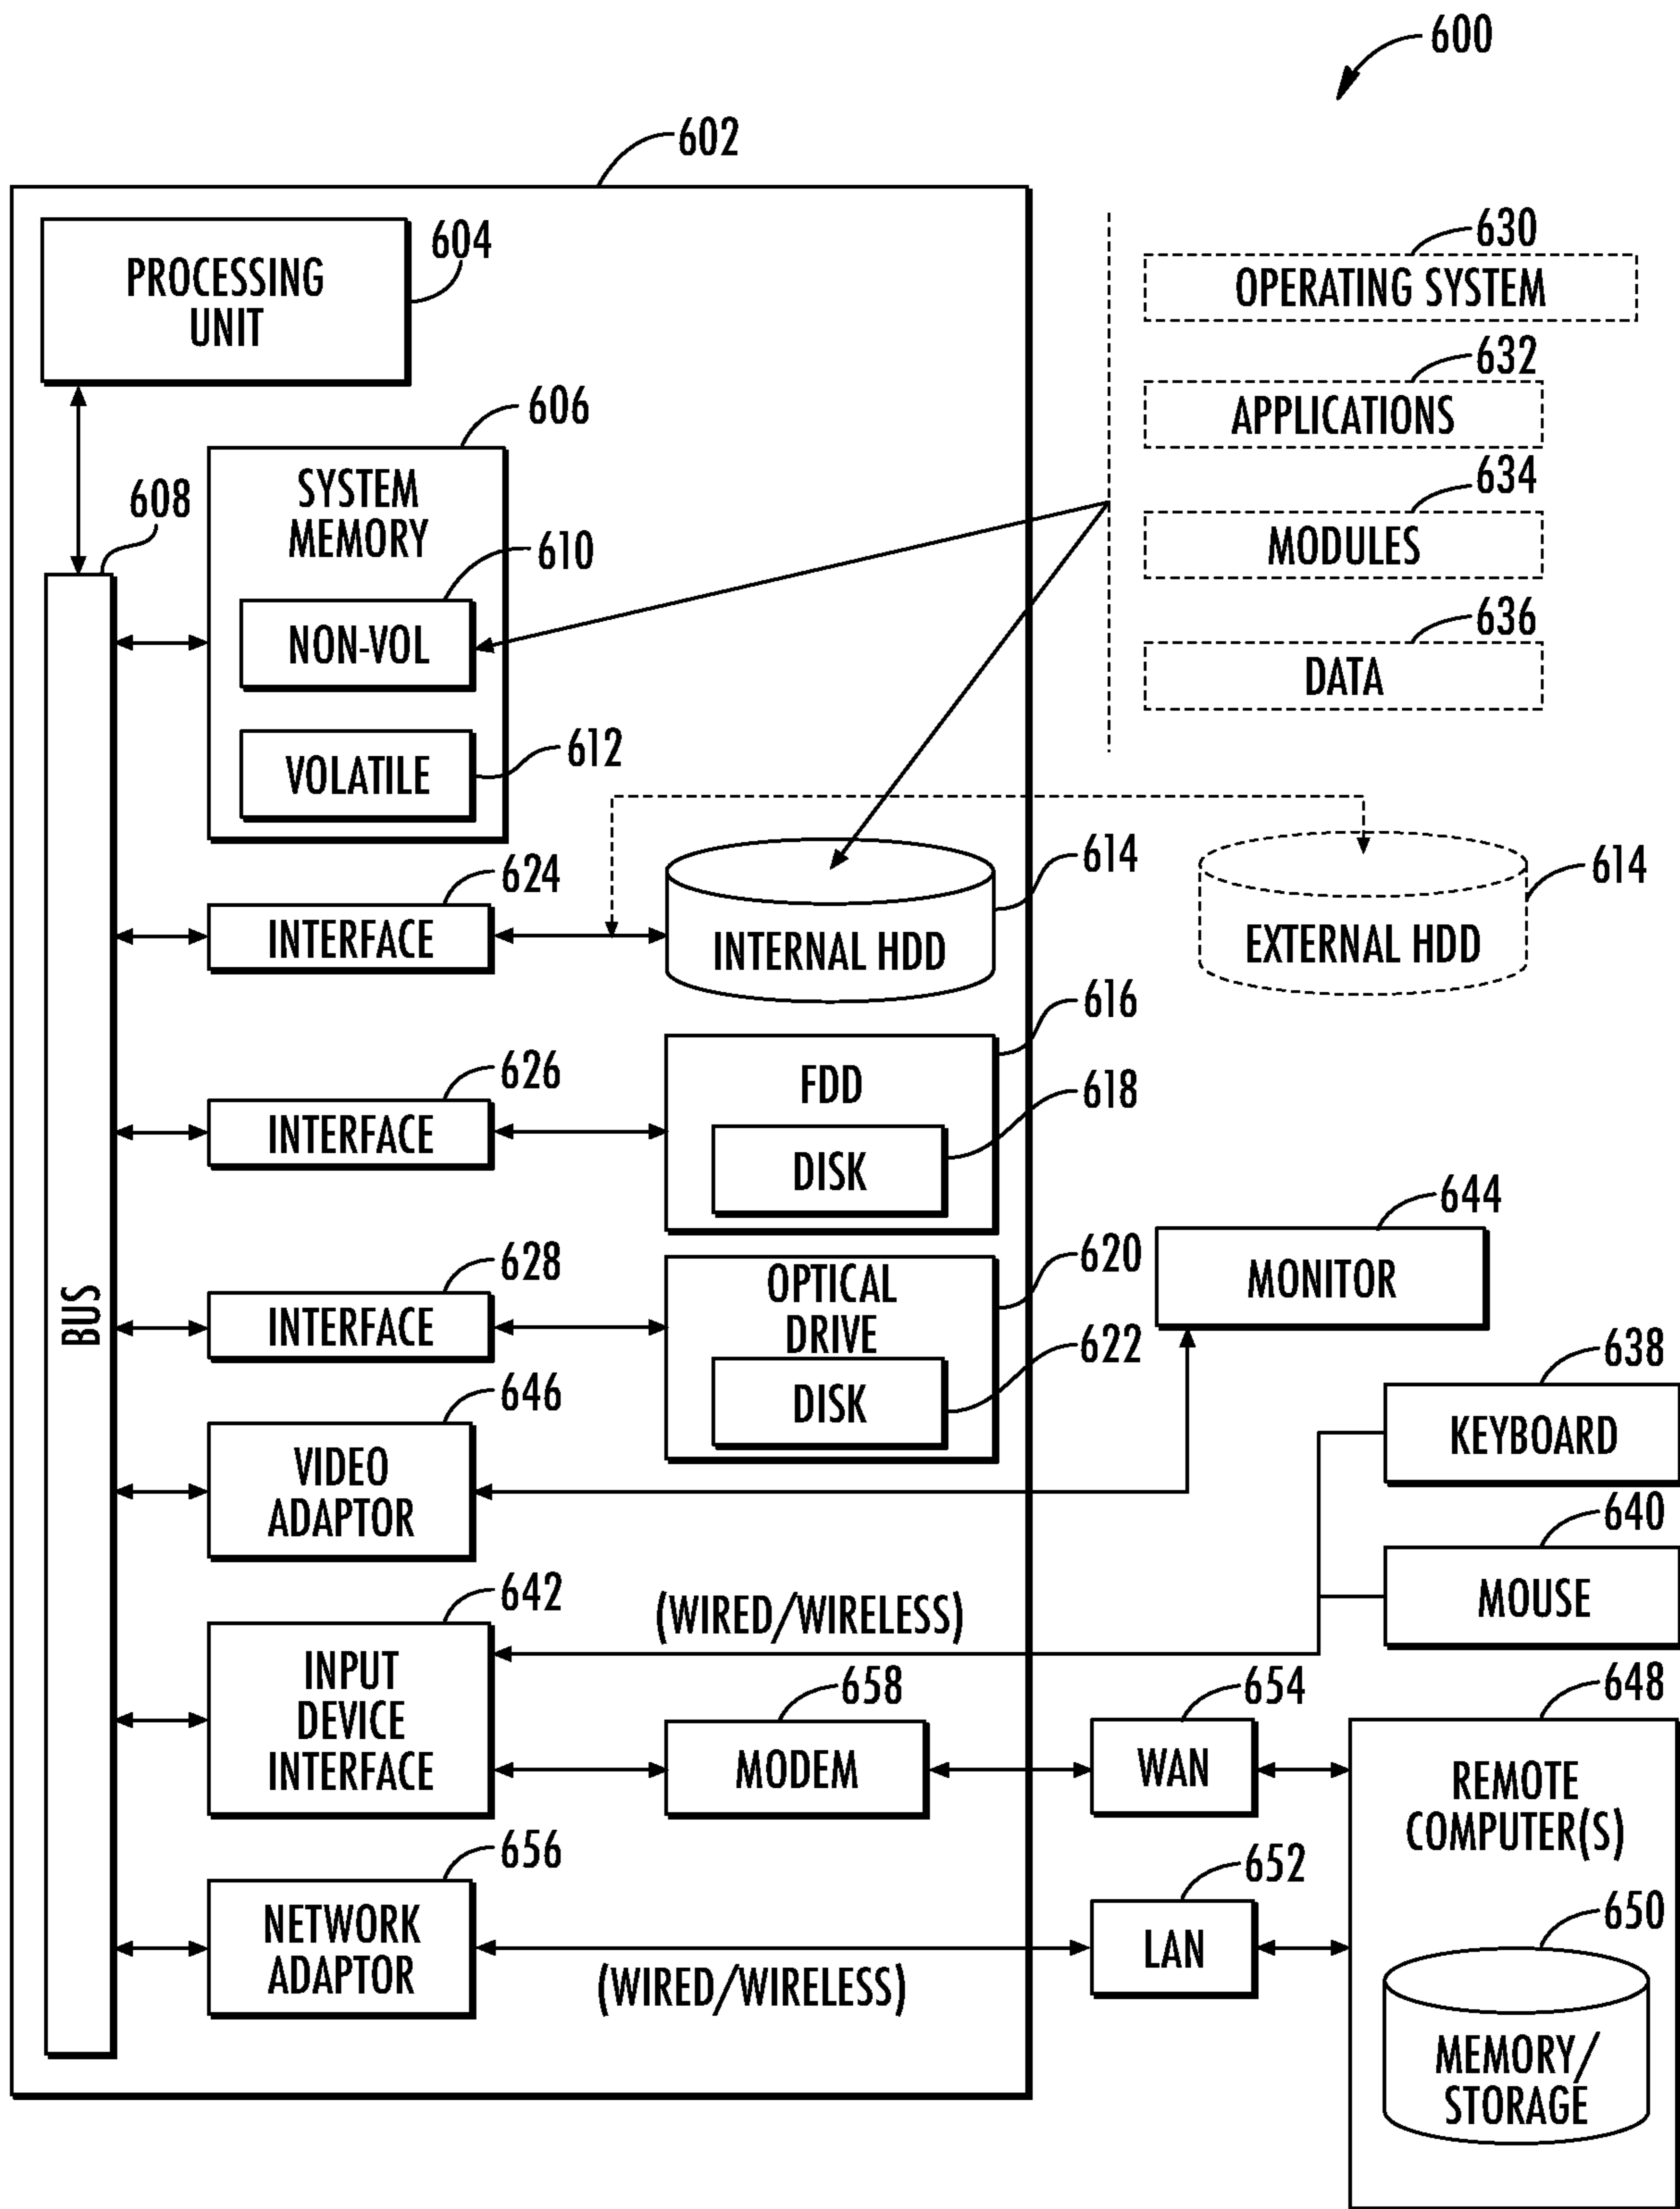 600
602
PROCESSING
UNIT
604
630
OPERATING SYSTEM
632
APPLICATIONS
634
MODULES
636
DATA
606
SYSTEM
MEMORY
608
610
NON-VOL
612
VOLATILE
BUS
624
INTERFACE
614
INTERNAL HDD
614
EXTERNAL HDD
616
FDD
618
DISK
626
INTERFACE
628
INTERFACE
620
OPTICAL
DRIVE
622
DISK
644
MONITOR
646
VIDEO
ADAPTOR
638
KEYBOARD
640
MOUSE
642
INPUT
DEVICE
INTERFACE
(WIRED/WIRELESS)
658
MODEM
654
WAN
648
REMOTE
COMPUTER(S)
656
NETWORK
ADAPTOR
(WIRED/WIRELESS)
652
LAN
650
MEMORY/
STORAGE